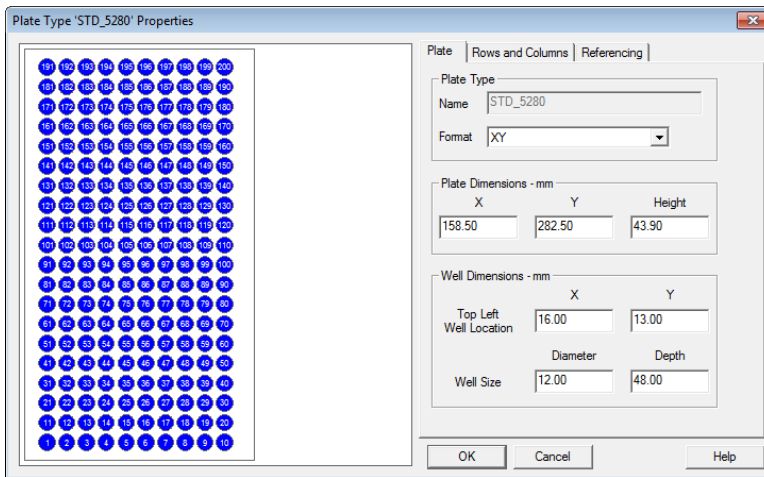 Plate Type 'STD_5280' Properties
191 192 193 194 195 196 197 198 199 200
181 182 183 184 185 186 187 188 189 190
171 172 173 174 175 176 177 178 179 180
161 162 163 164 165 166 167 168 169 170
151 152 153 154 155 156 157 158 159 160
141 142 143 144 145 146 147 148 149 150
131 132 133 134 135 136 137 138 139 140
121 122 123 124 125 126 127 128 129 130
111 112 113 114 115 116 117 118 119 120
101 102 103 104 105 106 107 108 109 110
91 92 93 94 95 96 97 98 99 100
81 82 83 84 85 86 87 88 89 90
71 72 73 74 75 76 77 78 79 80
61 62 63 64 65 66 67 68 69 70
51 52 53 54 55 56 57 58 59 60
41 42 43 44 45 46 47 48 49 50
31 32 33 34 35 36 37 38 39 40
21 22 23 24 25 26 27 28 29 30
11 12 13 14 15 16 17 18 19 20
1 2 3 4 5 6 7 8 9 10
Plate Rows and Columns Referencing
Plate Type
Name STD_5280
Format XY
Plate Dimensions - mm
X Y Height
158.50 282.50 43.90
Well Dimensions - mm
X Y
Top Left
Well Location 16.00 13.00
Diameter Depth
Well Size 12.00 48.00
OK Cancel Help